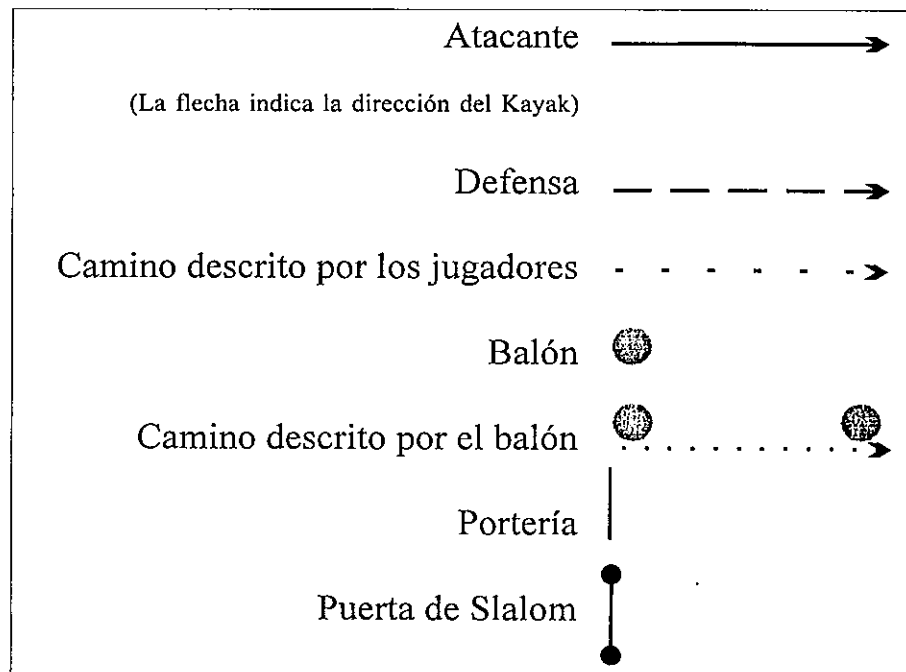 Atacante
(La flecha indica la dirección del Kayak)
Defensa
Camino descrito por los jugadores
Balón
Camino descrito por el balón
Portería
Puerta de Slalom